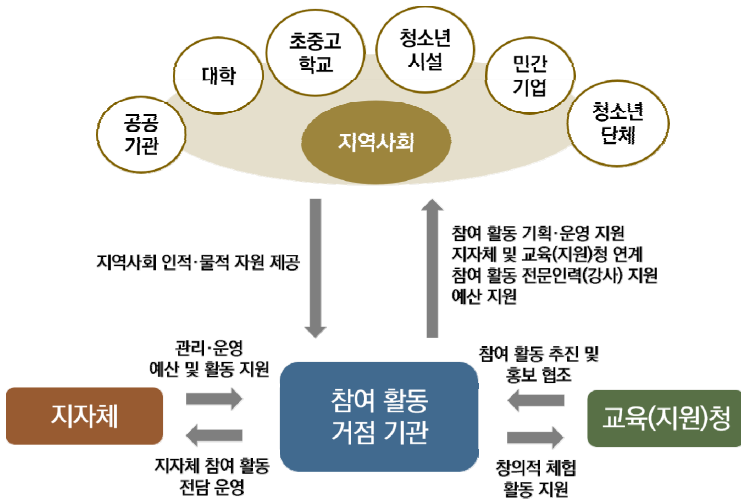 공공
기관
대학
초중고
학교
청소년
시설
민간
기업
청소년
단체
지역사회
지역사회 인적·물적 자원 제공
참여 활동 기획·운영 지원
지자체 및 교육(지원)청 연계
참여 활동 전문인력(강사) 지원
예산 지원
관리·운영
예산 및 활동 지원
참여 활동 추진 및
홍보 협조
지자체
참여 활동
거점 기관
교육(지원)청
지자체 참여 활동
전담 운영
창의적 체험
활동 지원